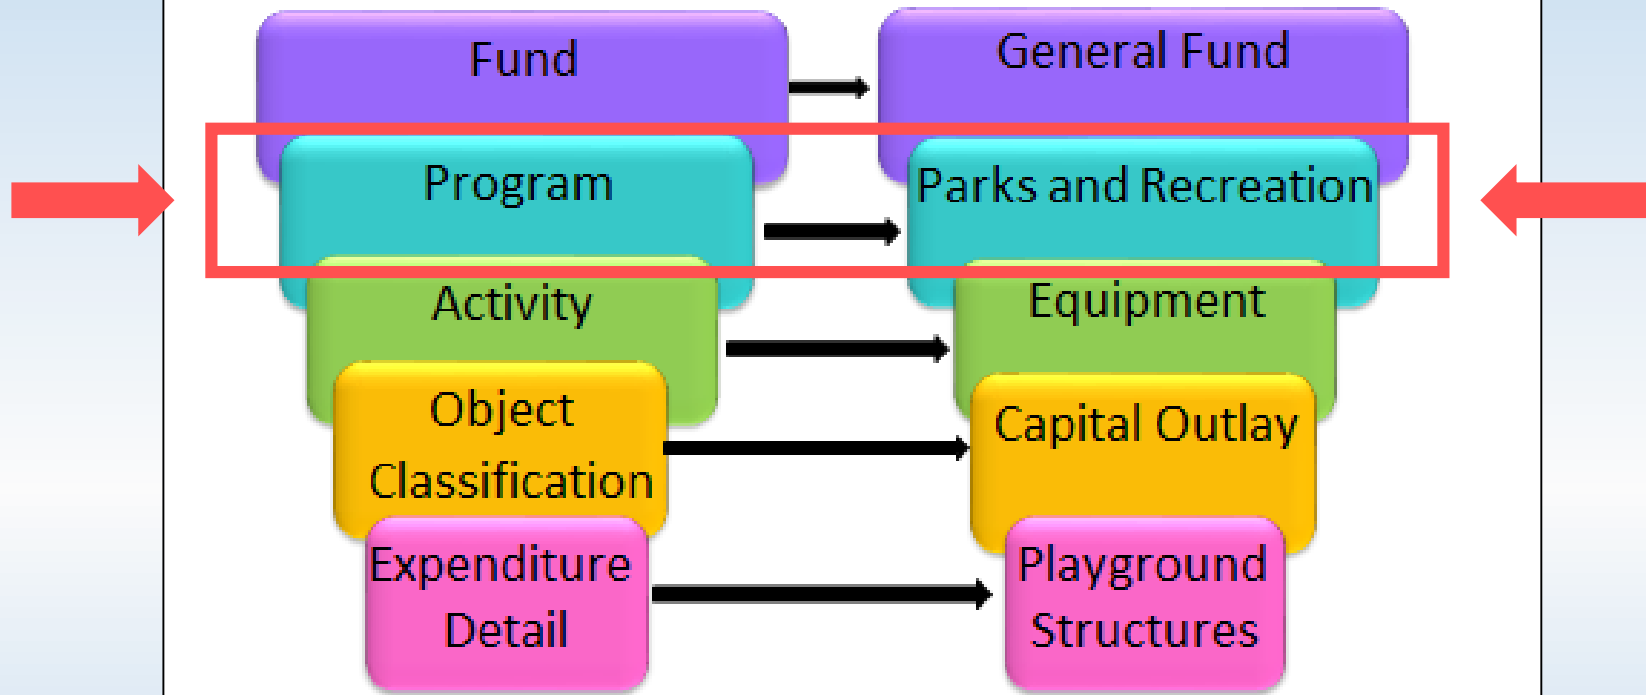 Fund
General Fund
Program
Parks and Recreation
Activity
Equipment
Object
Classification
Capital Outlay
Expenditure
Detail
Playground
Structures